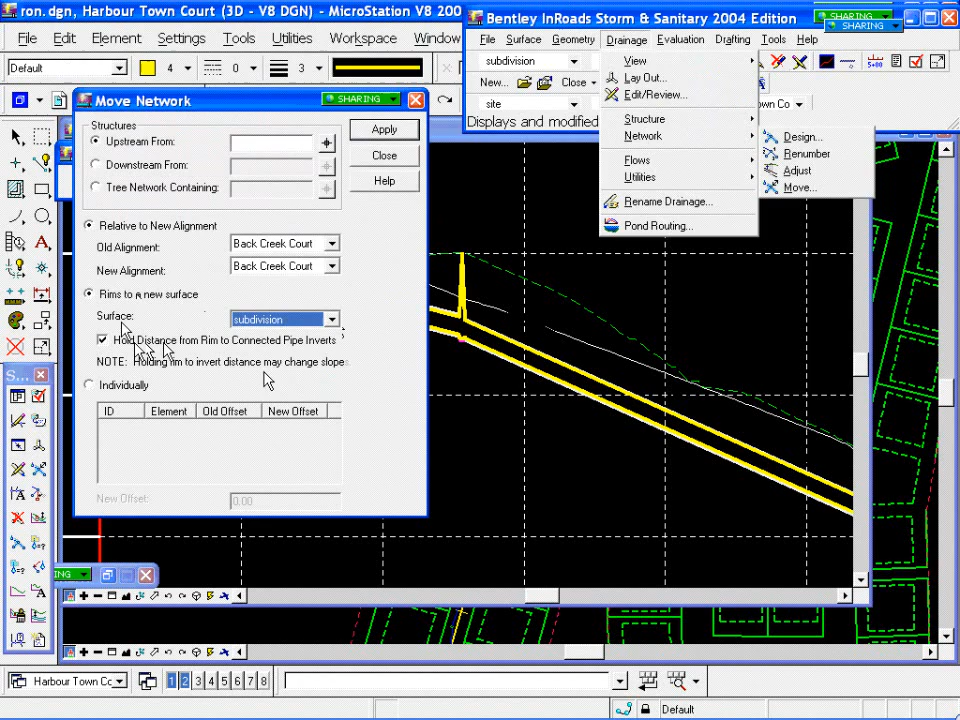 ron.dgn, Harbour Town Court (3D - V8 DGN) - MicroStation V8 200
File Edit Element Settings Tools Utilities Workspace Window
Default 4 0 3
Bentley InRoads Storm & Sanitary 2004 Edition
SHARING
SHARING
File Surface Geometry Drainage Evaluation Drafting Tools Help
subdivision
New... Close
site
Displays and modified
wn Co
View
Lay Out...
Edit/Review...
Structure
Network
Flows
Utilities
Rename Drainage...
Pond Routing...
Design...
Renumber
Adjust
Move...
Move Network
SHARING
Structures
Upstream From:
Downstream From:
Tree Network Containing:
Apply
Close
Help
Relative to New Alignment
Old Alignment: Back Creek Court
New Alignment: Back Creek Court
Rims to a new surface
Surface: subdivision
Hold Distance from Rim to Connected Pipe Inverts
NOTE: Holding rim to invert distance may change slope
Individually
ID Element Old Offset New Offset
New Offset: 0.00
S...
ING
Harbour Town Cc 1 2 3 4 5 6 7 8
Default